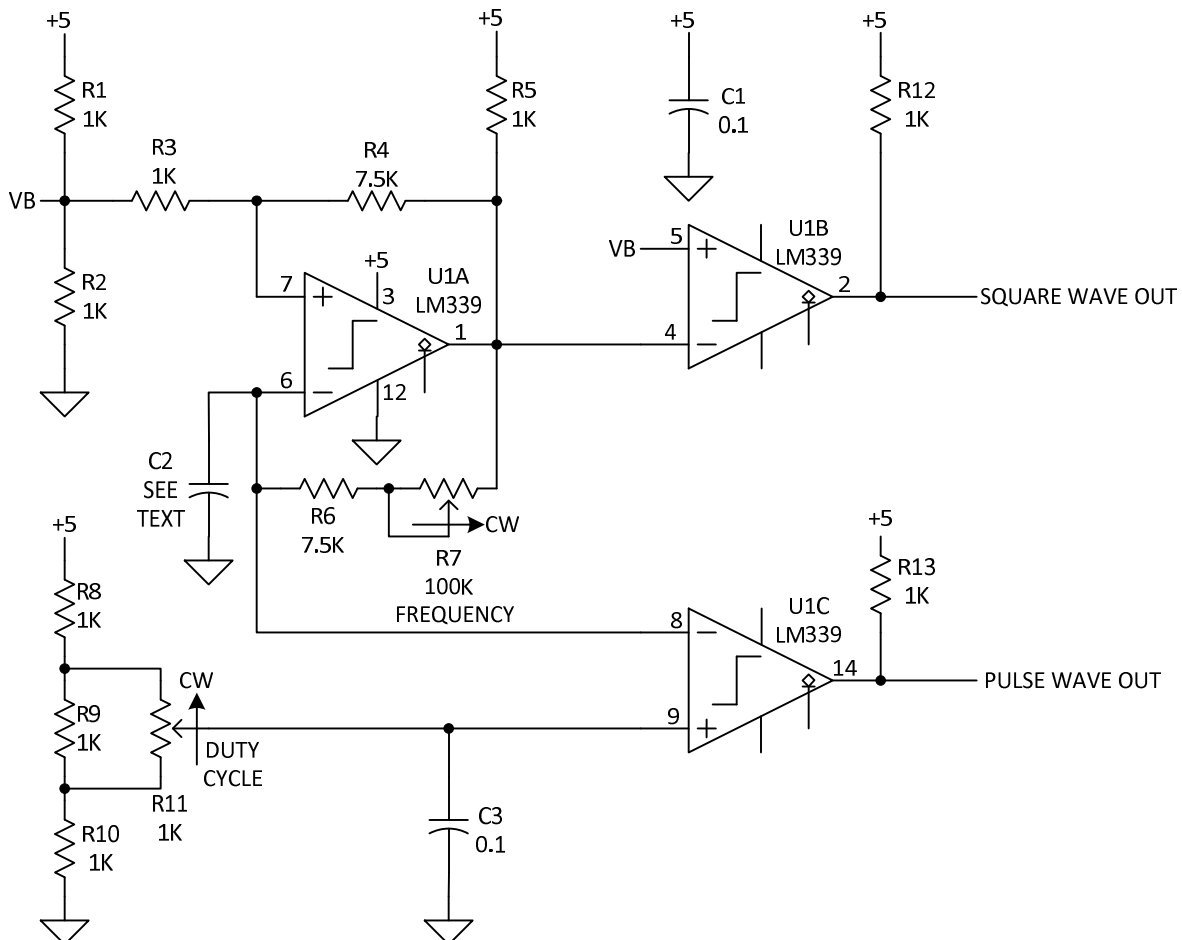 +5
+5
+5
+5
R1
1K
R5
1K
C1
0.1
R12
1K
R3
1K
R4
7.5K
VB
R2
1K
+5
7
3
U1A
LM339
1
6
12
VB
5
U1B
LM339
2
4
SQUARE WAVE OUT
C2
SEE
TEXT
R6
7.5K
CW
R7
100K
FREQUENCY
+5
R8
1K
+5
R13
1K
8
U1C
LM339
14
PULSE WAVE OUT
9
CW
R9
1K
DUTY
CYCLE
R11
1K
R10
1K
C3
0.1